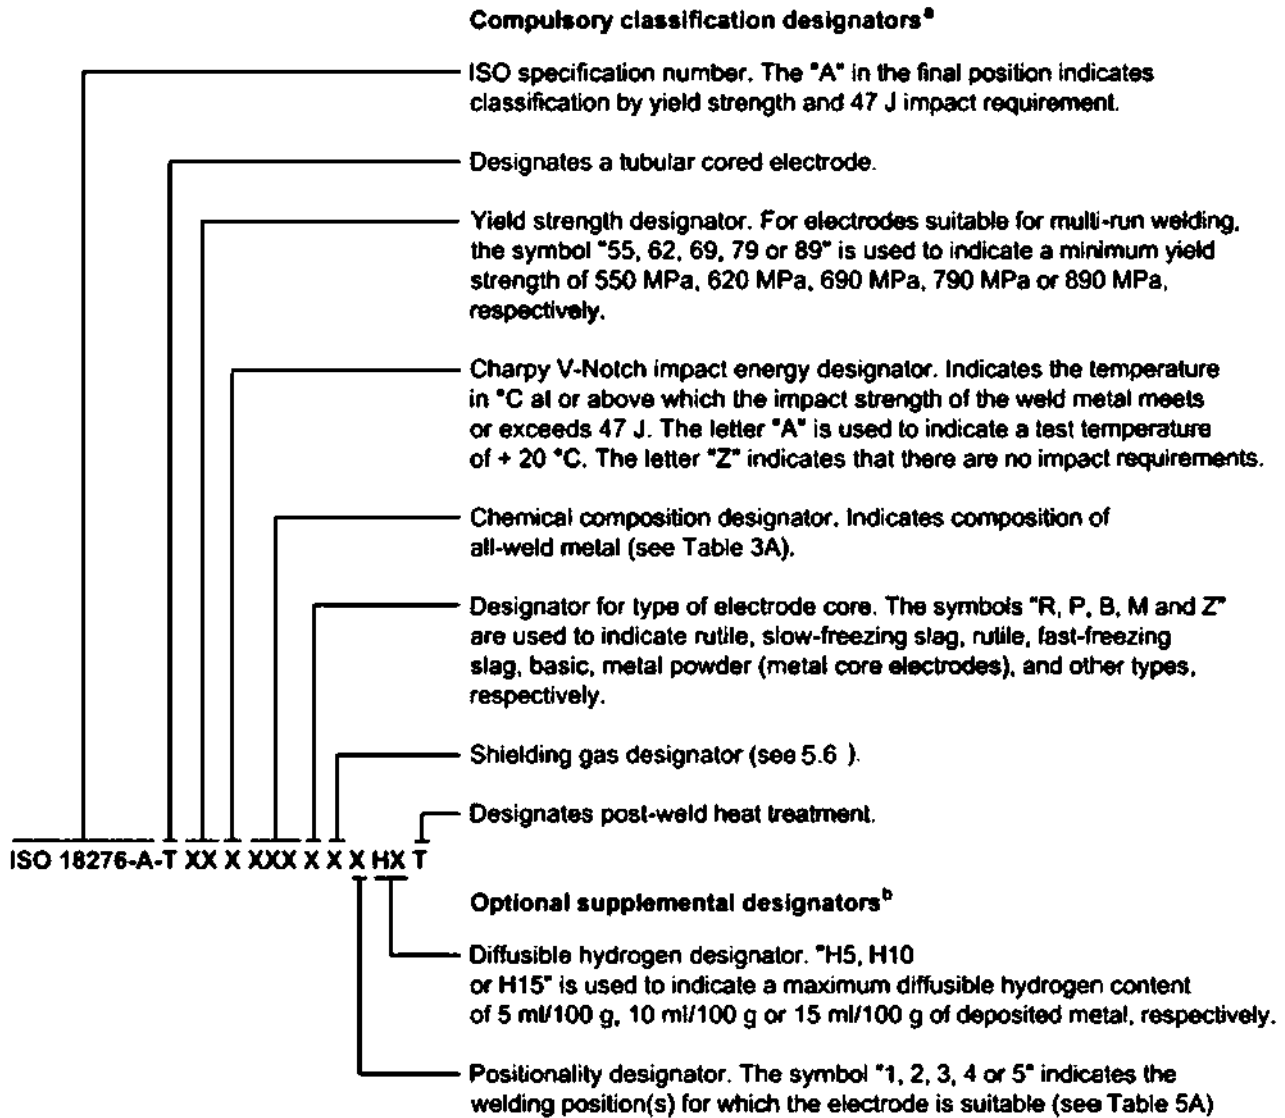 Compulsory classification designatorsᵃ
ISO specification number. The "A" in the final position indicates
classification by yield strength and 47 J impact requirement.
Designates a tubular cored electrode.
Yield strength designator. For electrodes suitable for multi-run welding,
the symbol "55, 62, 69, 79 or 89" is used to indicate a minimum yield
strength of 550 MPa, 620 MPa, 690 MPa, 790 MPa or 890 MPa,
respectively.
Charpy V-Notch impact energy designator. Indicates the temperature
in °C at or above which the impact strength of the weld metal meets
or exceeds 47 J. The letter "A" is used to indicate a test temperature
of + 20 °C. The letter "Z" indicates that there are no impact requirements.
Chemical composition designator. Indicates composition of
all-weld metal (see Table 3A).
Designator for type of electrode core. The symbols "R, P, B, M and Z"
are used to indicate rutile, slow-freezing slag, rutile, fast-freezing
slag, basic, metal powder (metal core electrodes), and other types,
respectively.
Shielding gas designator (see 5.6 ).
Designates post-weld heat treatment.
ISO 18276-A-T XX X XXX X X X HX T
Optional supplemental designatorsᵇ
Diffusible hydrogen designator. "H5, H10
or H15" is used to indicate a maximum diffusible hydrogen content
of 5 ml/100 g, 10 ml/100 g or 15 ml/100 g of deposited metal, respectively.
Positionality designator. The symbol "1, 2, 3, 4 or 5" indicates the
welding position(s) for which the electrode is suitable (see Table 5A)